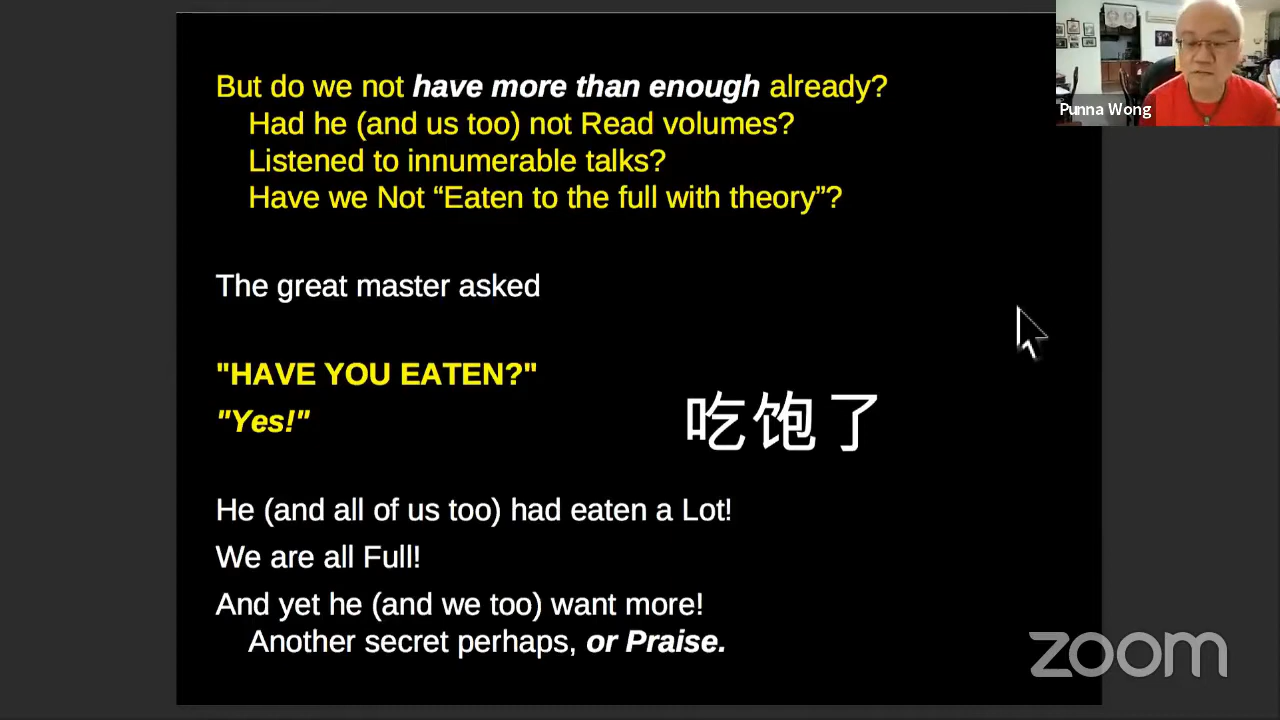 But do we not have more than enough already?
Had he (and us too) not Read volumes?
Listened to innumerable talks?
Have we Not “Eaten to the full with theory”?
The great master asked
"HAVE YOU EATEN?"
"Yes!"
吃饱了
He (and all of us too) had eaten a Lot!
We are all Full!
And yet he (and we too) want more!
Another secret perhaps, or Praise.
Punna Wong
zoom